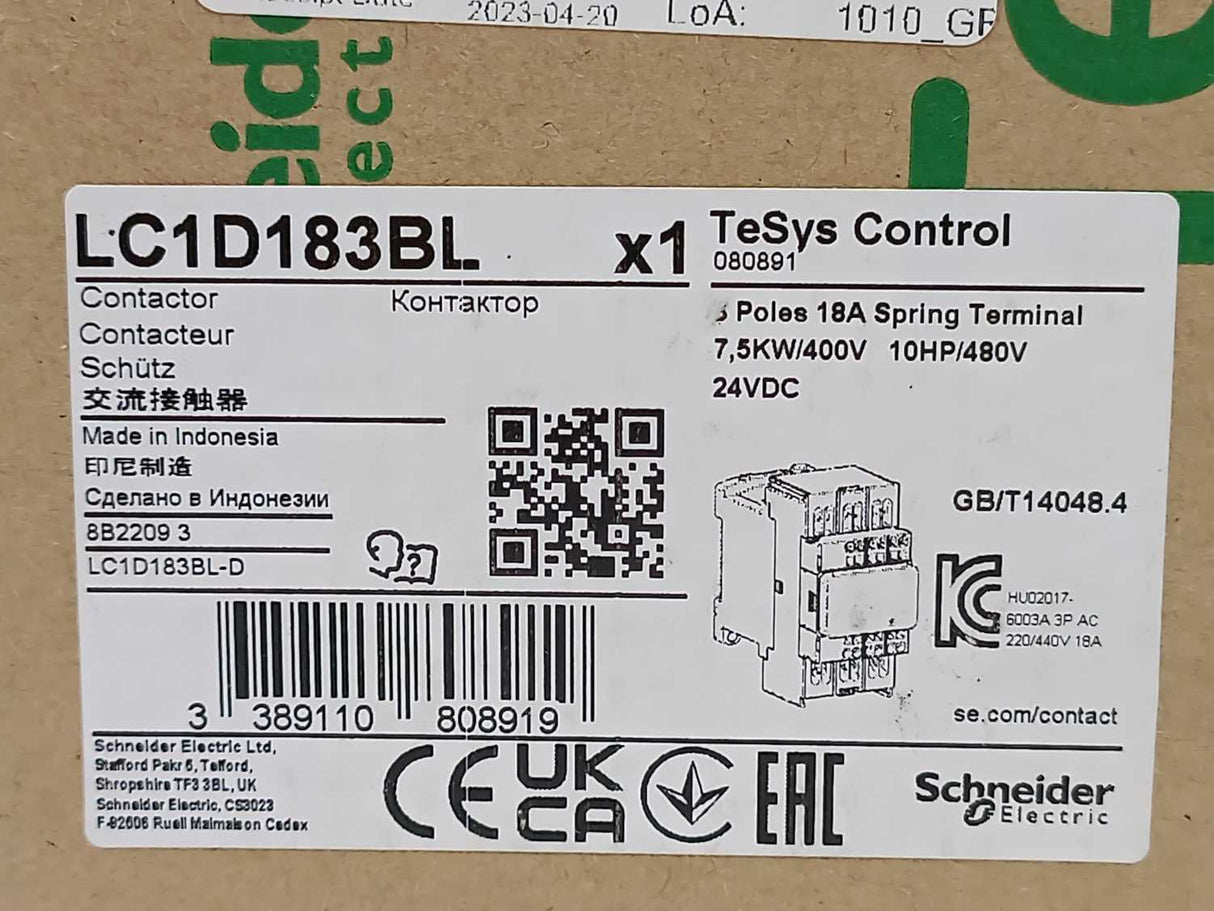 2023-04-20 LoA: 1010_GF
LC1D183BL x1
Contactor Контактор
Contacteur
Schütz
交流接触器
Made in Indonesia
印尼制造
Сделано в Индонезии
8B2209 3
LC1D183BL-D
?
3 389110 808919
TeSys Control
080891
3 Poles 18A Spring Terminal
7,5KW/400V 10HP/480V
24VDC
GB/T14048.4
KC
HU02017-
6003A 3P AC
220/440V 18A
se.com/contact
Schneider Electric Ltd,
Stafford Pakr 5, Telford,
Shropshire TF3 3BL, UK
Schneider Electric, CS3023
F-92506 Ruell Malmaison Cedex
CE
UK
CA
EAC
Schneider
Electric